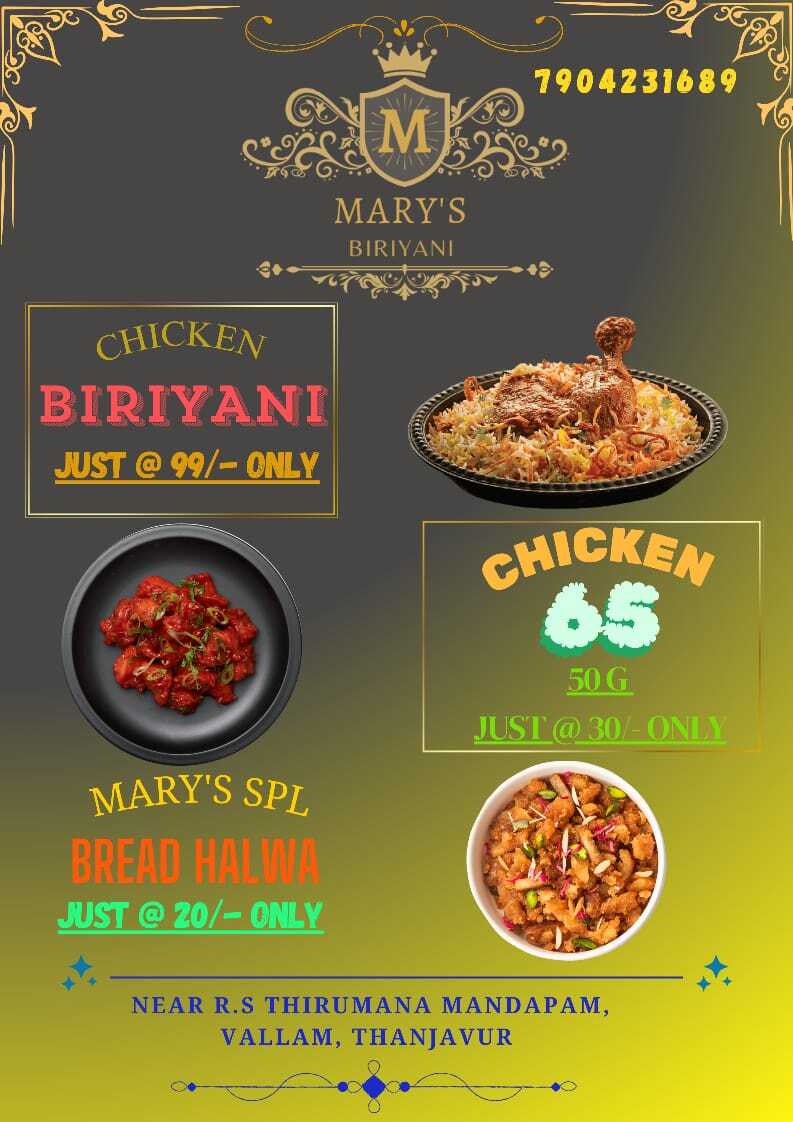 7904231689
M
MARY'S
BIRIYANI
CHICKEN
BIRIYANI
JUST @ 99/- ONLY
CHICKEN
65
50 G
JUST @ 30/- ONLY
MARY'S SPL
BREAD HALWA
JUST @ 20/- ONLY
NEAR R.S THIRUMANA MANDAPAM,
VALLAM, THANJAVUR